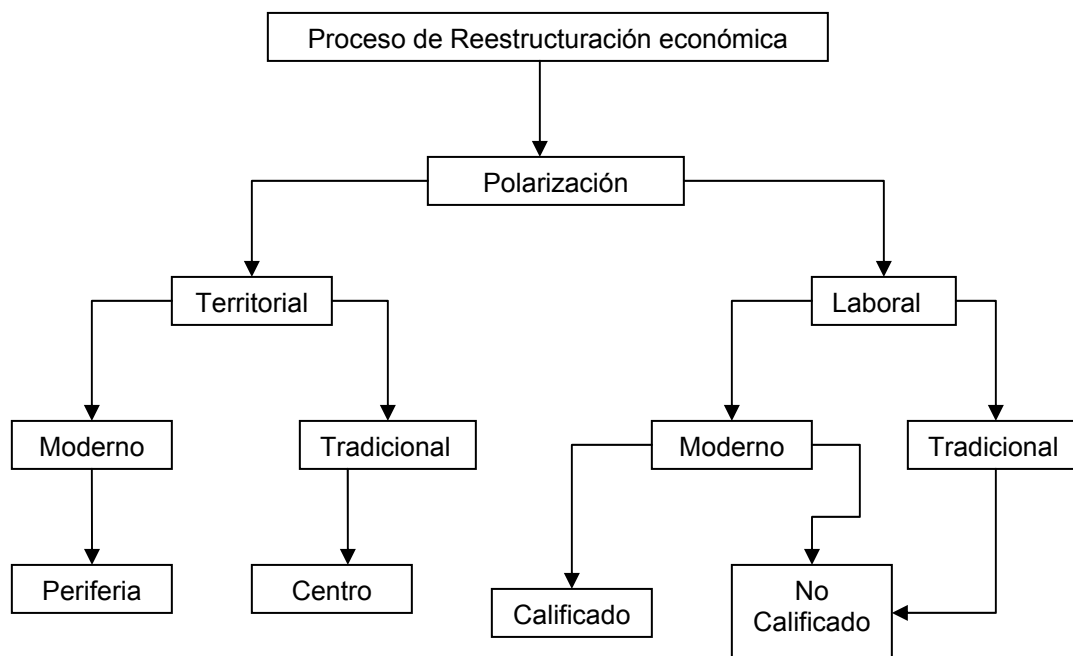 Proceso de Reestructuración económica
Polarización
Territorial
Laboral
Moderno
Tradicional
Moderno
Tradicional
Periferia
Centro
Calificado
No
Calificado